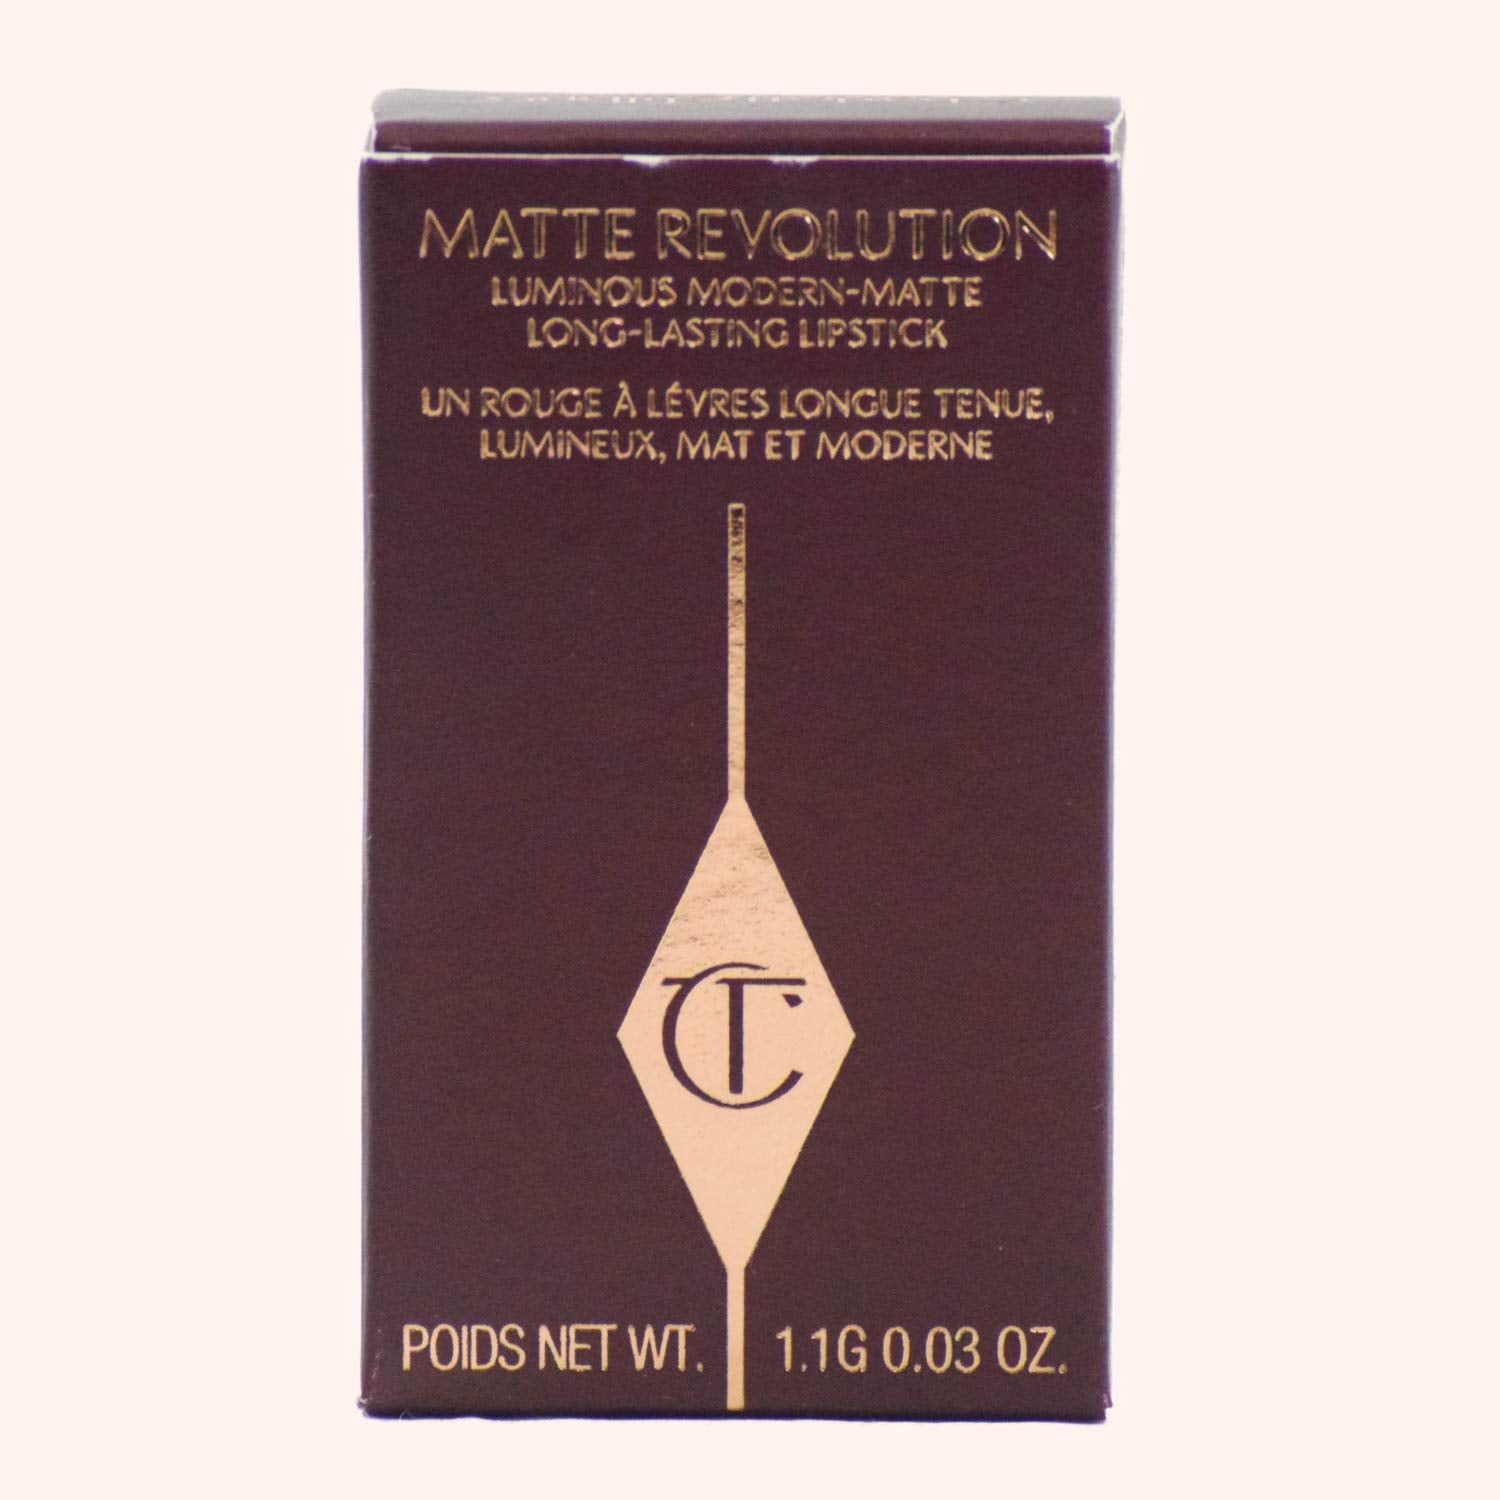 MATTE REVOLUTION
LUMINOUS MODERN-MATTE
LONG-LASTING LIPSTICK
UN ROUGE À LÉVRES LONGUE TENUE,
LUMINEUX, MAT ET MODERNE
CT
POIDS NET WT. 1.1G 0.03 OZ.